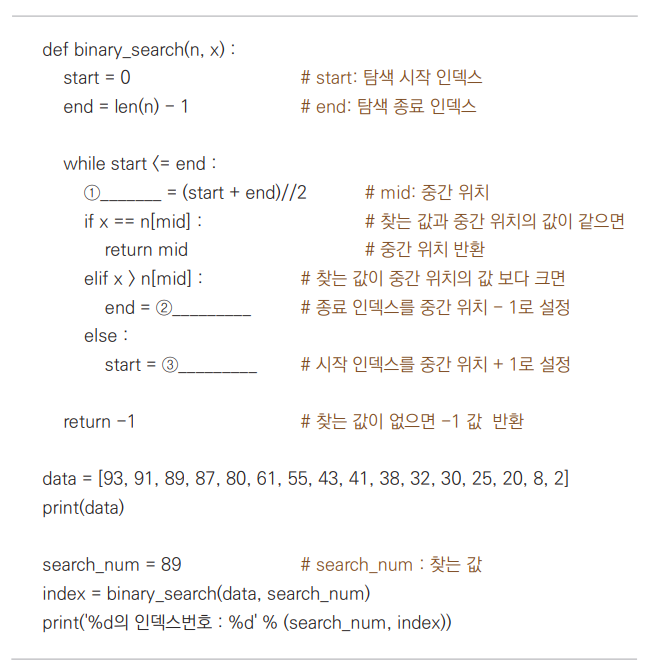 def binary_search(n, x) :
start = 0 # start: 탐색 시작 인덱스
end = len(n) - 1 # end: 탐색 종료 인덱스
while start <= end :
①_______ = (start + end)//2 # mid: 중간 위치
if x == n[mid] : # 찾는 값과 중간 위치의 값이 같으면
return mid # 중간 위치 반환
elif x > n[mid] : # 찾는 값이 중간 위치의 값 보다 크면
end = ②_________ # 종료 인덱스를 중간 위치 - 1로 설정
else :
start = ③_________ # 시작 인덱스를 중간 위치 + 1로 설정
return -1 # 찾는 값이 없으면 -1 값 반환
data = [93, 91, 89, 87, 80, 61, 55, 43, 41, 38, 32, 30, 25, 20, 8, 2]
print(data)
search_num = 89 # search_num : 찾는 값
index = binary_search(data, search_num)
print('%d의 인덱스번호 : %d' % (search_num, index))